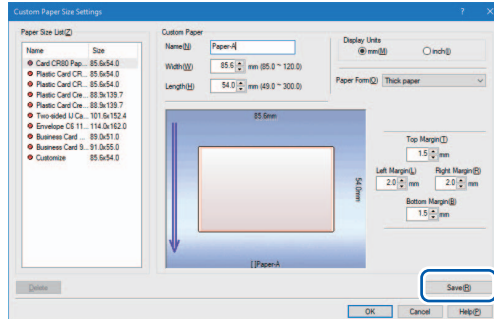 Custom Paper Size Settings
? ×
Paper Size List(Z)
Name Size
Card CR80 Pap... 85.6x54.0
Plastic Card CR... 85.6x54.0
Plastic Card CR... 85.6x54.0
Plastic Card Cre... 88.9x139.7
Plastic Card Cre... 88.9x139.7
Two-sided IJ Ca... 101.6x152.4
Envelope C6 11... 114.0x162.0
Business Card ... 89.0x51.0
Business Card 9... 91.0x55.0
Customize 85.6x54.0
Delete
Custom Paper
Name(N) Paper-A
Width(W) 85.6 mm (85.0 ~ 120.0)
Length(H) 54.0 mm (49.0 ~ 300.0)
Display Units
mm(M) inch(I)
Paper Form(O) Thick paper
85.6mm
54.0mm
[]Paper-A
Top Margin(T)
1.5 mm
Left Margin(L) Right Margin(R)
2.0 mm 2.0 mm
Bottom Margin(B)
1.5 mm
Save(R)
OK Cancel Help(P)